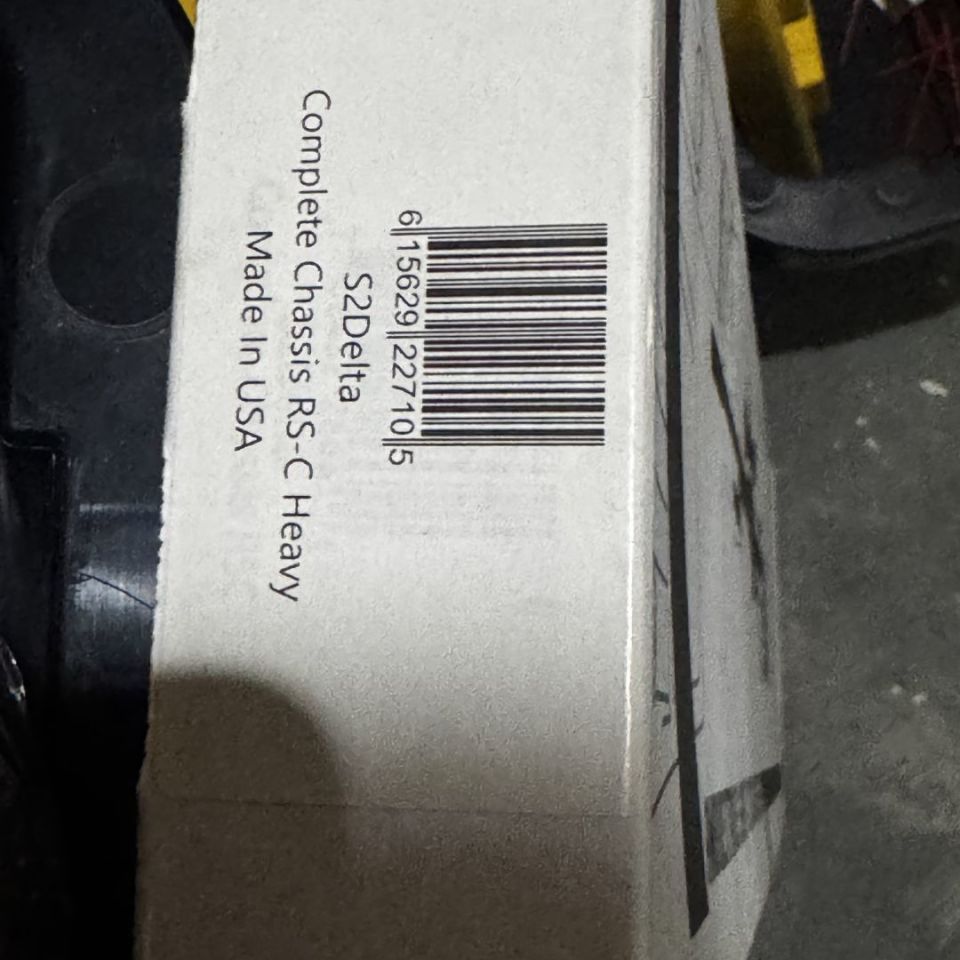 6 15629 22710 5
S2Delta
Complete Chassis RS-C Heavy
Made In USA